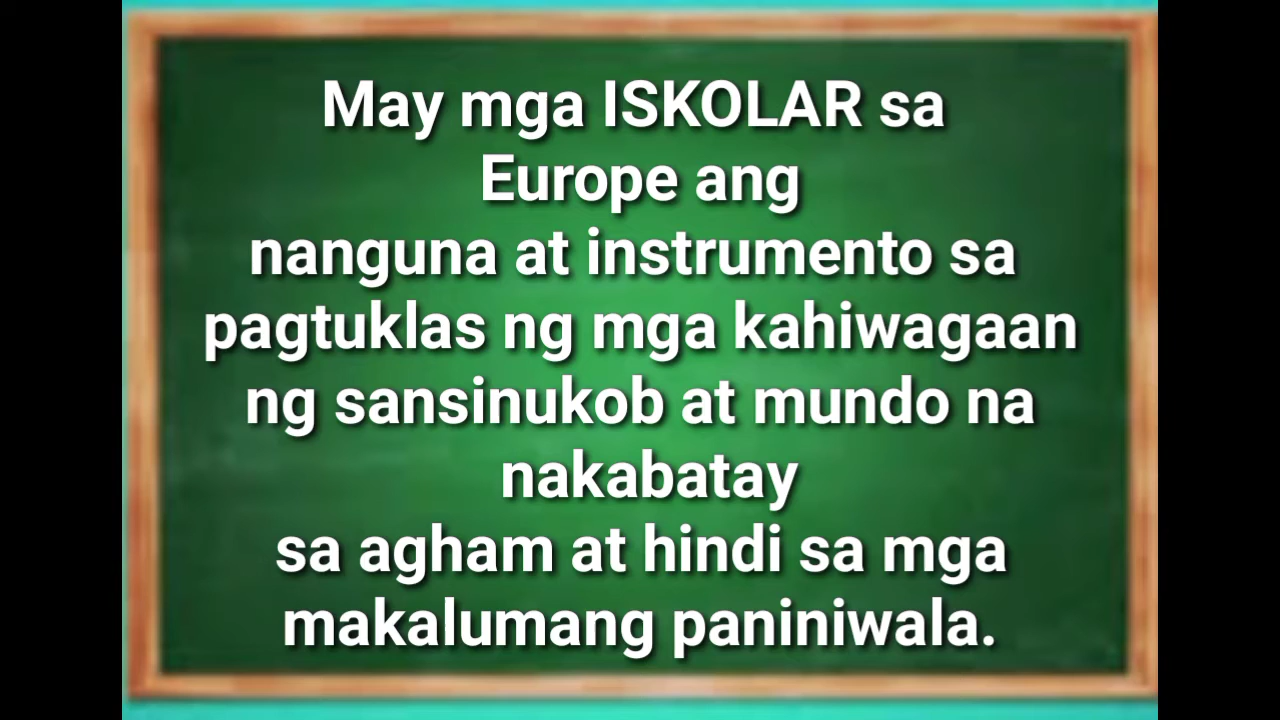 May mga ISKOLAR sa
Europe ang
nanguna at instrumento sa
pagtuklas ng mga kahiwagaan
ng sansinukob at mundo na
nakabatay
sa agham at hindi sa mga
makalumang paniniwala.